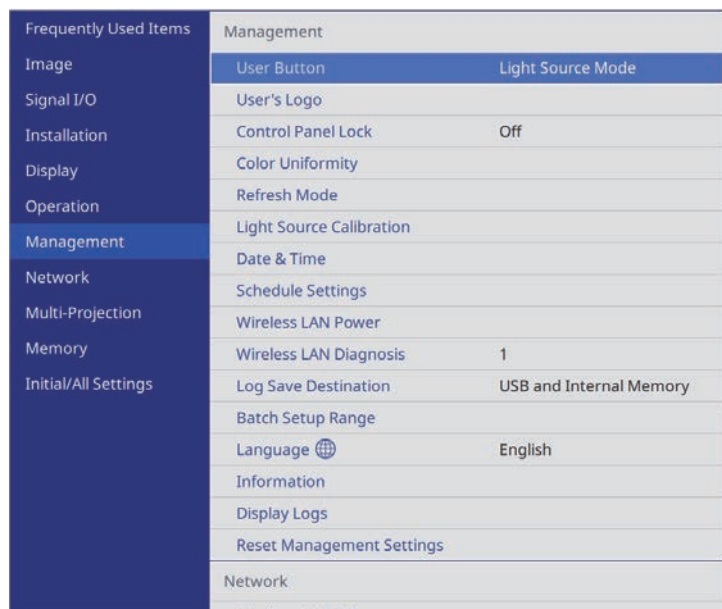 Frequently Used Items
Image
Signal I/O
Installation
Display
Operation
Management
Network
Multi-Projection
Memory
Initial/All Settings
Management
User Button Light Source Mode
User's Logo
Control Panel Lock Off
Color Uniformity
Refresh Mode
Light Source Calibration
Date & Time
Schedule Settings
Wireless LAN Power
Wireless LAN Diagnosis 1
Log Save Destination USB and Internal Memory
Batch Setup Range
Language English
Information
Display Logs
Reset Management Settings
Network